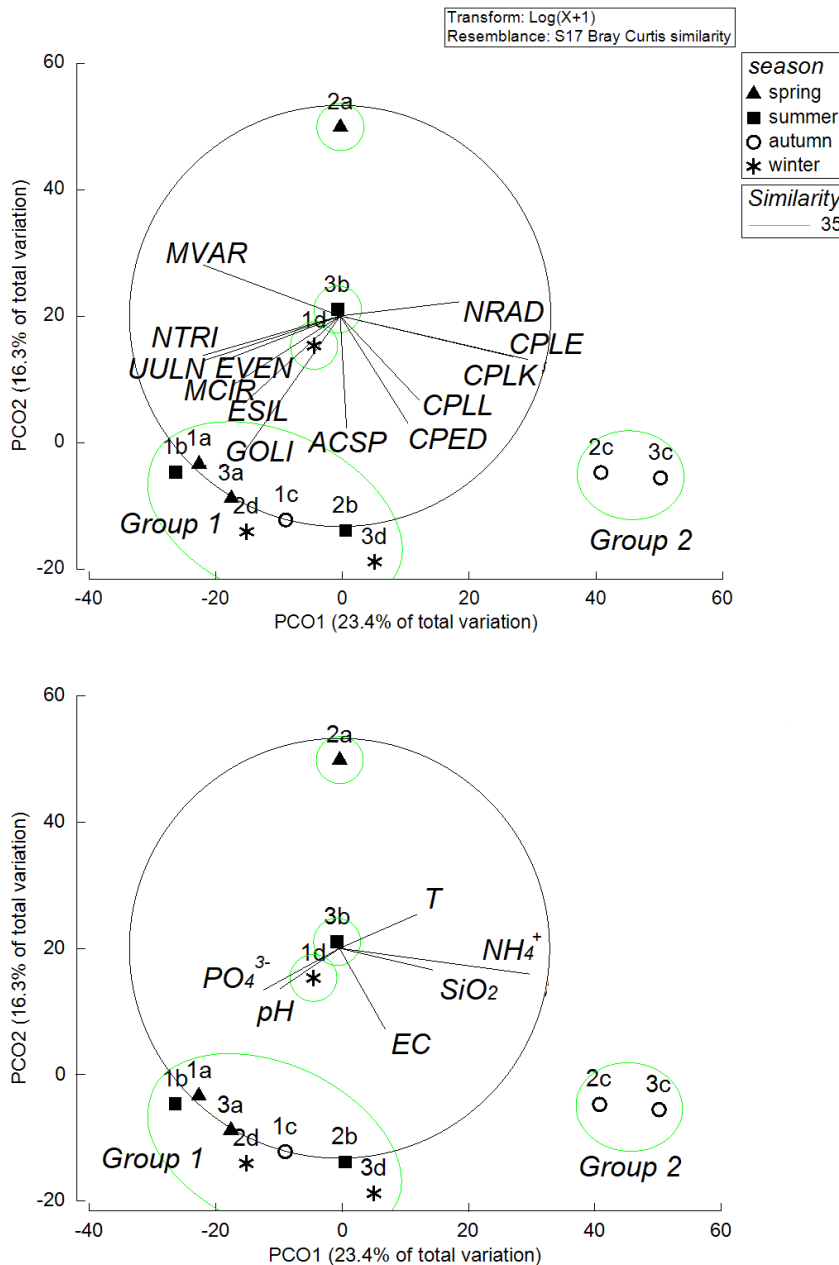 Transform: Log(X+1)
Resemblance: S17 Bray Curtis similarity
season
spring
summer
autumn
winter
Similarity
35
60
40
20
0
-20
PCO2 (16.3% of total variation)
2a
MVAR
3b
NRAD
1d
NTRI
CPLE
UULN EVEN
CPLK
MCIR
CPLL
ESIL
ACSP
CPED
GOLI
1b 1a
3a
2d
1c
2b
3d
2c
3c
Group 1
Group 2
-40
-20
0
20
40
60
PCO1 (23.4% of total variation)
60
40
20
0
-20
PCO2 (16.3% of total variation)
2a
T
3b
1d
NH₄⁺
PO₄³⁻
SiO₂
pH
EC
1b 1a
3a
2d
1c
2b
3d
2c
3c
Group 1
Group 2
-40
-20
0
20
40
60
PCO1 (23.4% of total variation)